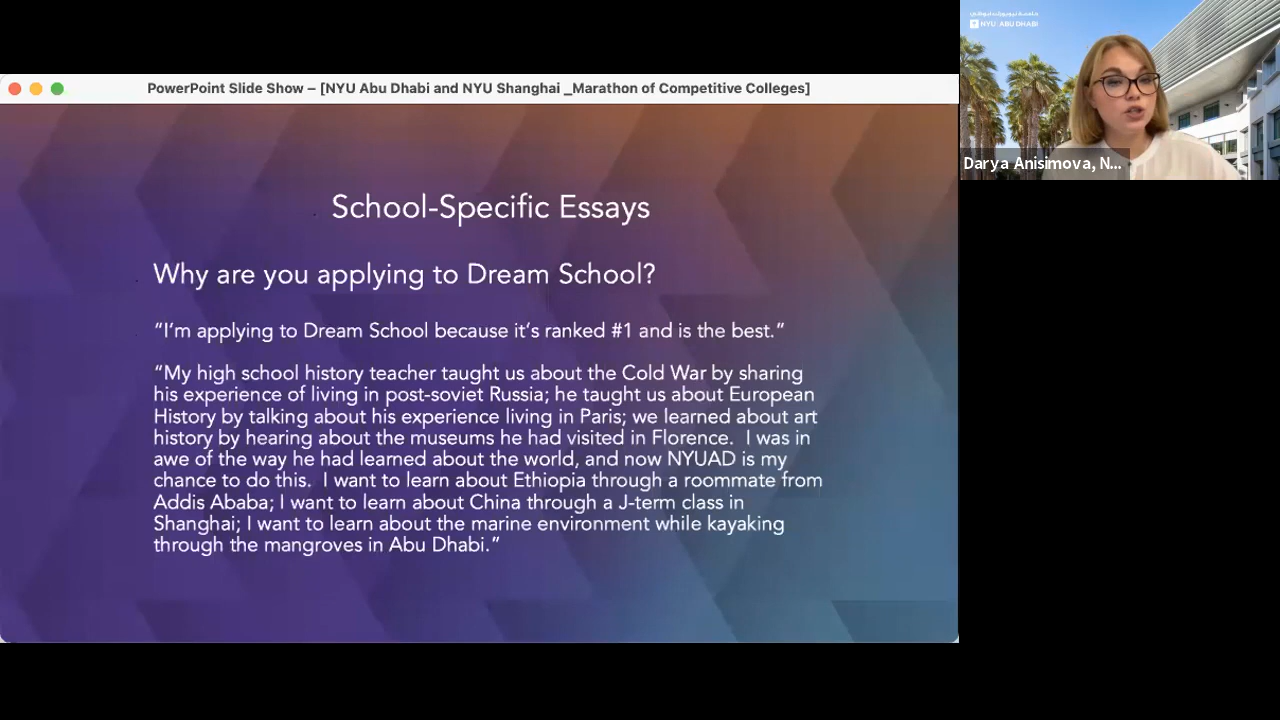 PowerPoint Slide Show – [NYU Abu Dhabi and NYU Shanghai _Marathon of Competitive Colleges]
School-Specific Essays
Why are you applying to Dream School?
“I’m applying to Dream School because it’s ranked #1 and is the best.”
“My high school history teacher taught us about the Cold War by sharing
his experience of living in post-soviet Russia; he taught us about European
History by talking about his experience living in Paris; we learned about art
history by hearing about the museums he had visited in Florence.  I was in
awe of the way he had learned about the world, and now NYUAD is my
chance to do this.  I want to learn about Ethiopia through a roommate from
Addis Ababa; I want to learn about China through a J-term class in
Shanghai; I want to learn about the marine environment while kayaking
through the mangroves in Abu Dhabi.”
NYU ABU DHABI
Darya Anisimova, N...